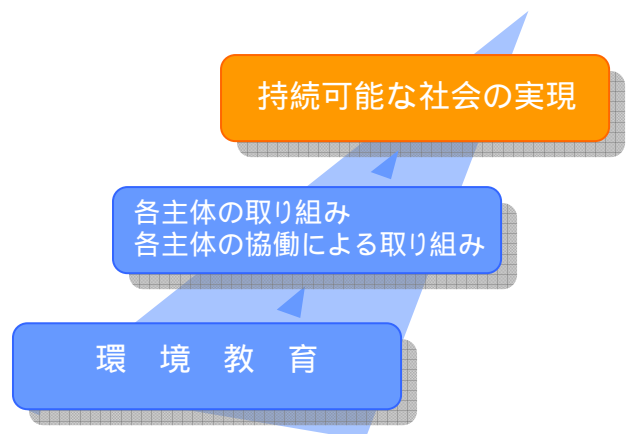 持続可能な社会の実現
各主体の取り組み
各主体の協働による取り組み
環　境　教　育